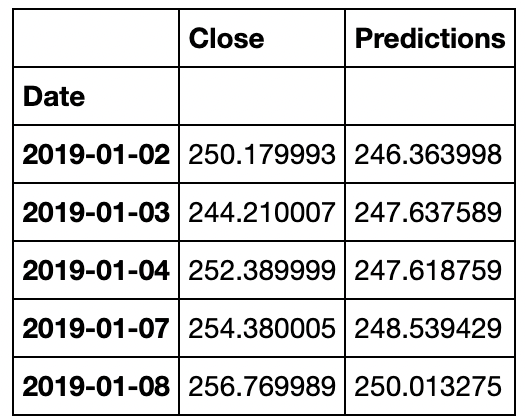 Close Predictions
Date
2019-01-02 250.179993 246.363998
2019-01-03 244.210007 247.637589
2019-01-04 252.389999 247.618759
2019-01-07 254.380005 248.539429
2019-01-08 256.769989 250.013275